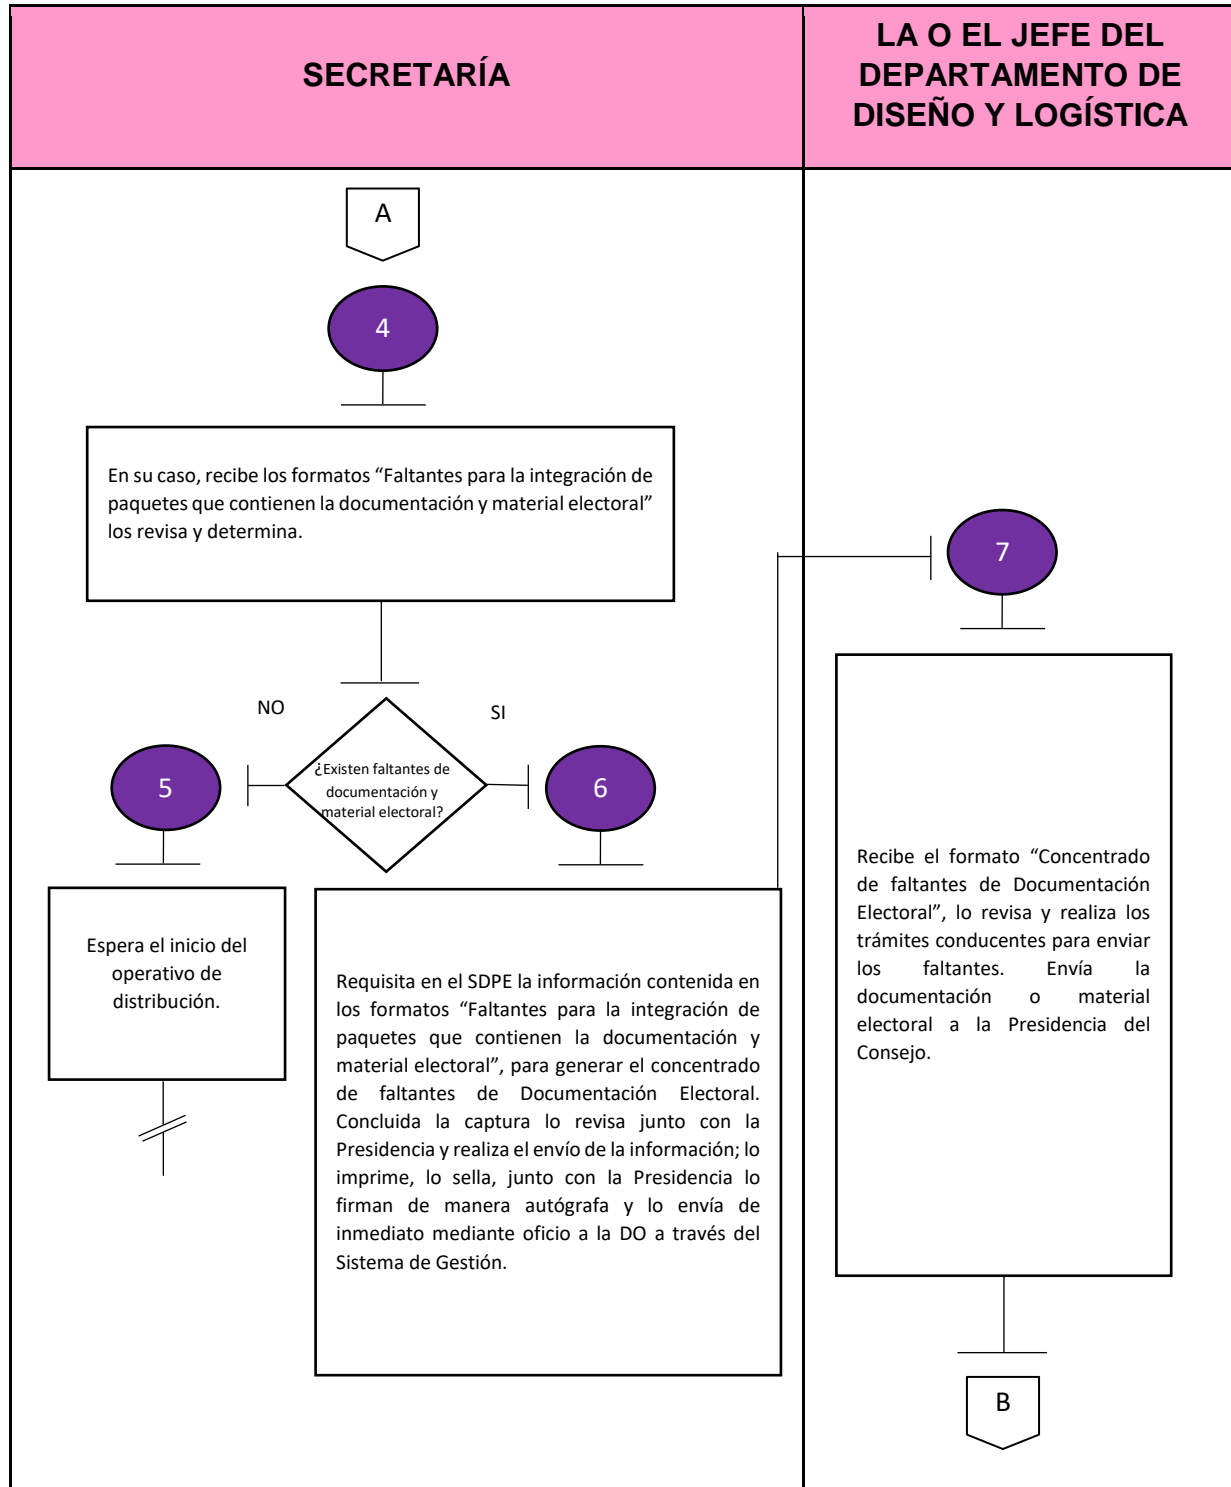 SECRETARÍA
LA O EL JEFE DEL
DEPARTAMENTO DE
DISEÑO Y LOGÍSTICA
A
4
En su caso, recibe los formatos “Faltantes para la integración de
paquetes que contienen la documentación y material electoral”
los revisa y determina.
NO
SI
¿Existen faltantes de
documentación y
material electoral?
5
6
Espera el inicio del
operativo de
distribución.
Requisita en el SDPE la información contenida en
los formatos “Faltantes para la integración de
paquetes que contienen la documentación y
material electoral”, para generar el concentrado
de faltantes de Documentación Electoral.
Concluida la captura lo revisa junto con la
Presidencia y realiza el envío de la información; lo
imprime, lo sella, junto con la Presidencia lo
firman de manera autógrafa y lo envía de
inmediato mediante oficio a la DO a través del
Sistema de Gestión.
7
Recibe el formato “Concentrado
de faltantes de Documentación
Electoral”, lo revisa y realiza los
trámites conducentes para enviar
los faltantes. Envía la
documentación o material
electoral a la Presidencia del
Consejo.
B